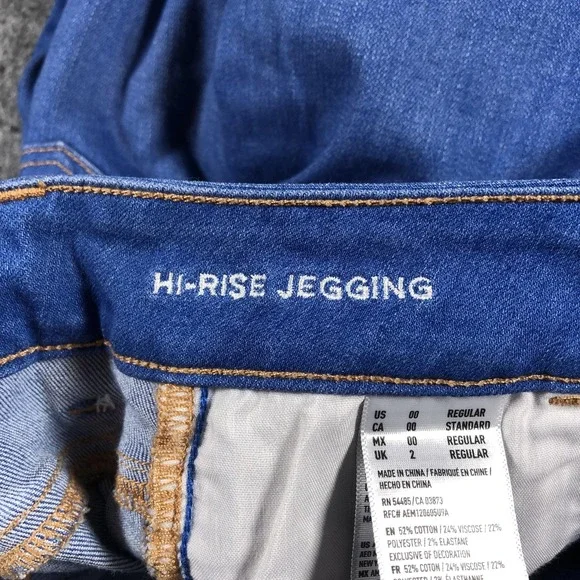 HI-RISE JEGGING
US 00 REGULAR
CA 00 STANDARD
MX 00 REGULAR
UK 2 REGULAR
MADE IN CHINA / FABRIQUÉ EN CHINE /
HECHO EN CHINA
RN 54485/CA 03873
RFC# AEM1206050YA
EN 52% COTTON / 24% VISCOSE / 22%
POLYESTER / 2% ELASTANE
EXCLUSIVE OF DECORATION
FR 52% COTON / 24% VISCOSE / 22%